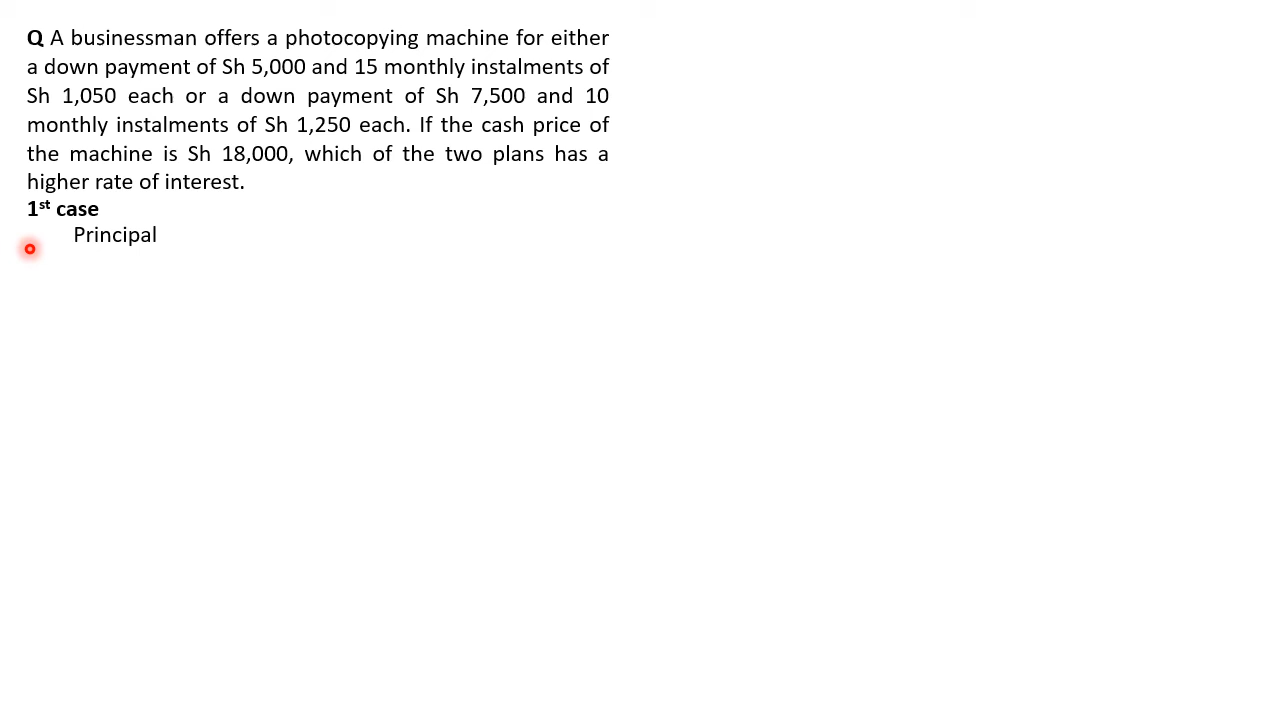 Q A businessman offers a photocopying machine for either
a down payment of Sh 5,000 and 15 monthly instalments of
Sh 1,050 each or a down payment of Sh 7,500 and 10
monthly instalments of Sh 1,250 each. If the cash price of
the machine is Sh 18,000, which of the two plans has a
higher rate of interest.
1st case
Principal